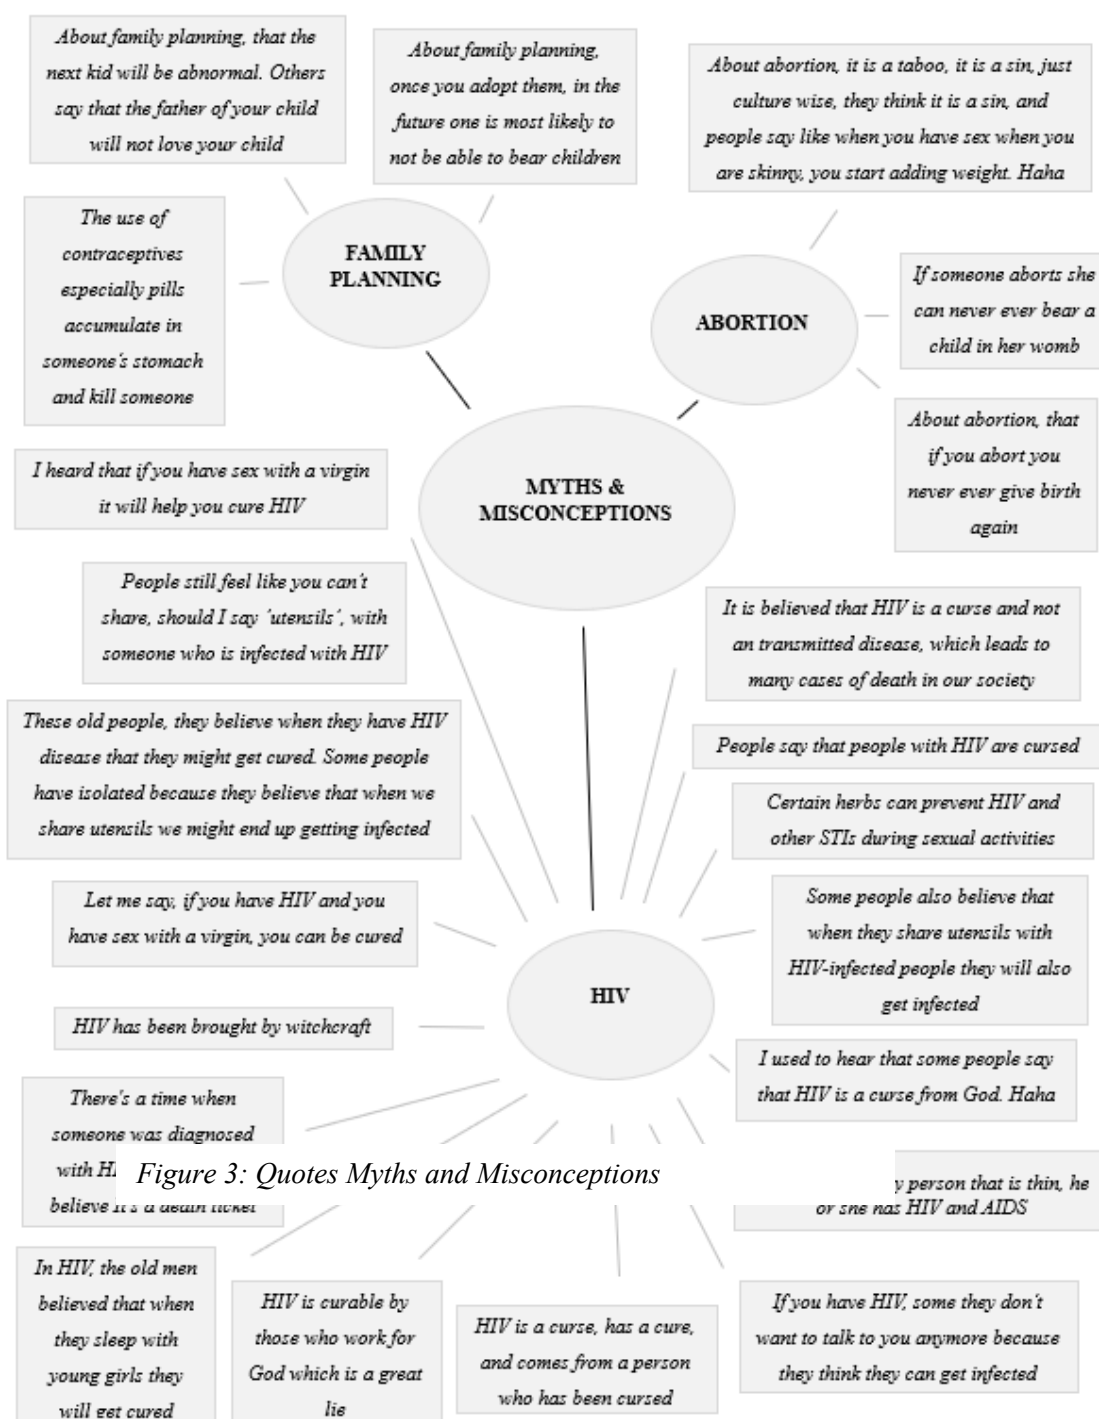 About family planning, that the
next kid will be abnormal. Others
say that the father of your child
will not love your child
About family planning,
once you adopt them, in the
future one is most likely to
not be able to bear children
About abortion, it is a taboo, it is a sin, just
culture wise, they think it is a sin, and
people say like when you have sex when you
are skinny, you start adding weight. Haha
The use of
contraceptives
especially pills
accumulate in
someone's stomach
and kill someone
FAMILY
PLANNING
ABORTION
If someone aborts she
can never ever bear a
child in her womb
About abortion, that
if you abort you
never ever give birth
again
MYTHS &
MISCONCEPTIONS
I heard that if you have sex with a virgin
it will help you cure HIV
People still feel like you can't
share, should I say 'utensils', with
someone who is infected with HIV
It is believed that HIV is a curse and not
an transmitted disease, which leads to
many cases of death in our society
These old people, they believe when they have HIV
disease that they might get cured. Some people
have isolated because they believe that when we
share utensils we might end up getting infected
People say that people with HIV are cursed
Certain herbs can prevent HIV and
other STIs during sexual activities
Let me say, if you have HIV and you
have sex with a virgin, you can be cured
Some people also believe that
when they share utensils with
HIV-infected people they will also
get infected
HIV
HIV has been brought by witchcraft
I used to hear that some people say
that HIV is a curse from God. Haha
There's a time when
someone was diagnosed
with
believe it's a death ticket
Figure 3: Quotes Myths and Misconceptions
person that is thin, he
or she has HIV and AIDS
In HIV, the old men
believed that when
they sleep with
young girls they
will get cured
HIV is curable by
those who work for
God which is a great
lie
HIV is a curse, has a cure,
and comes from a person
who has been cursed
If you have HIV, some they don't
want to talk to you anymore because
they think they can get infected